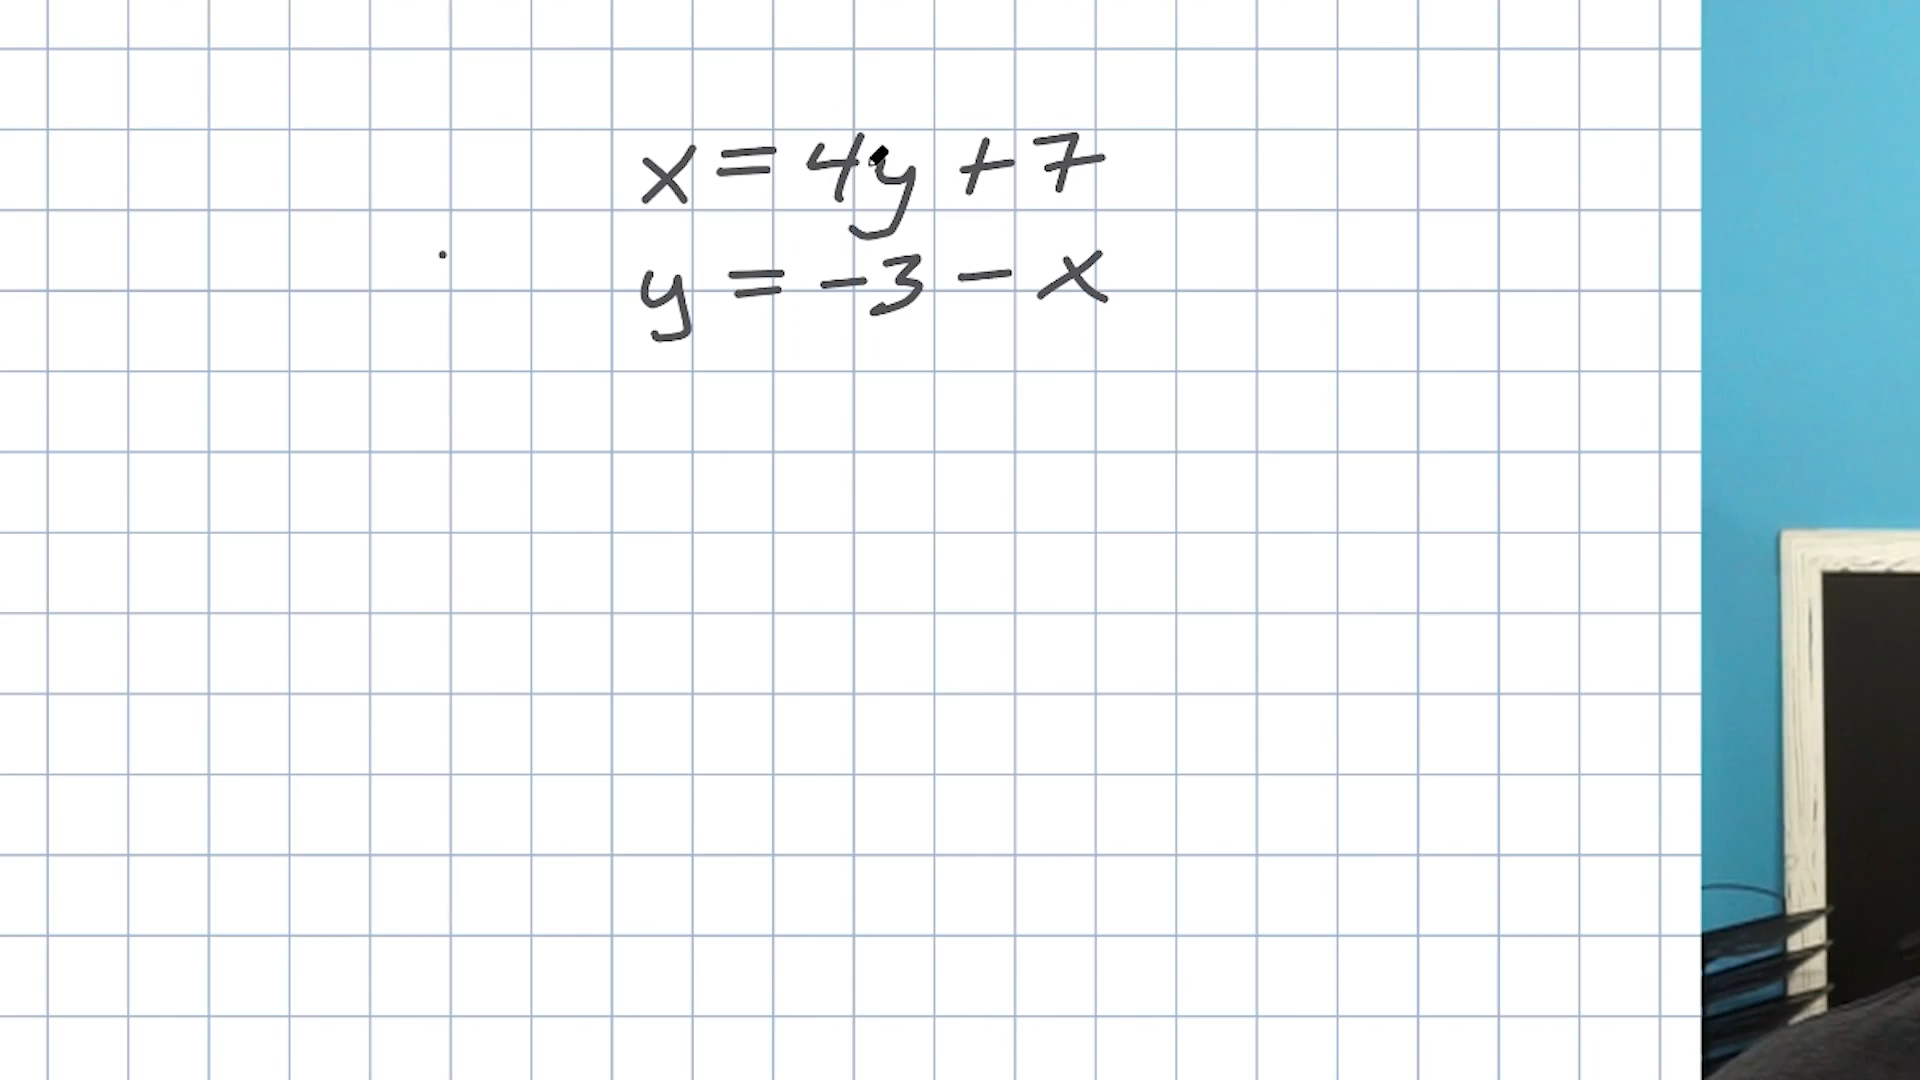 x = 4y + 7
y = -3 - x